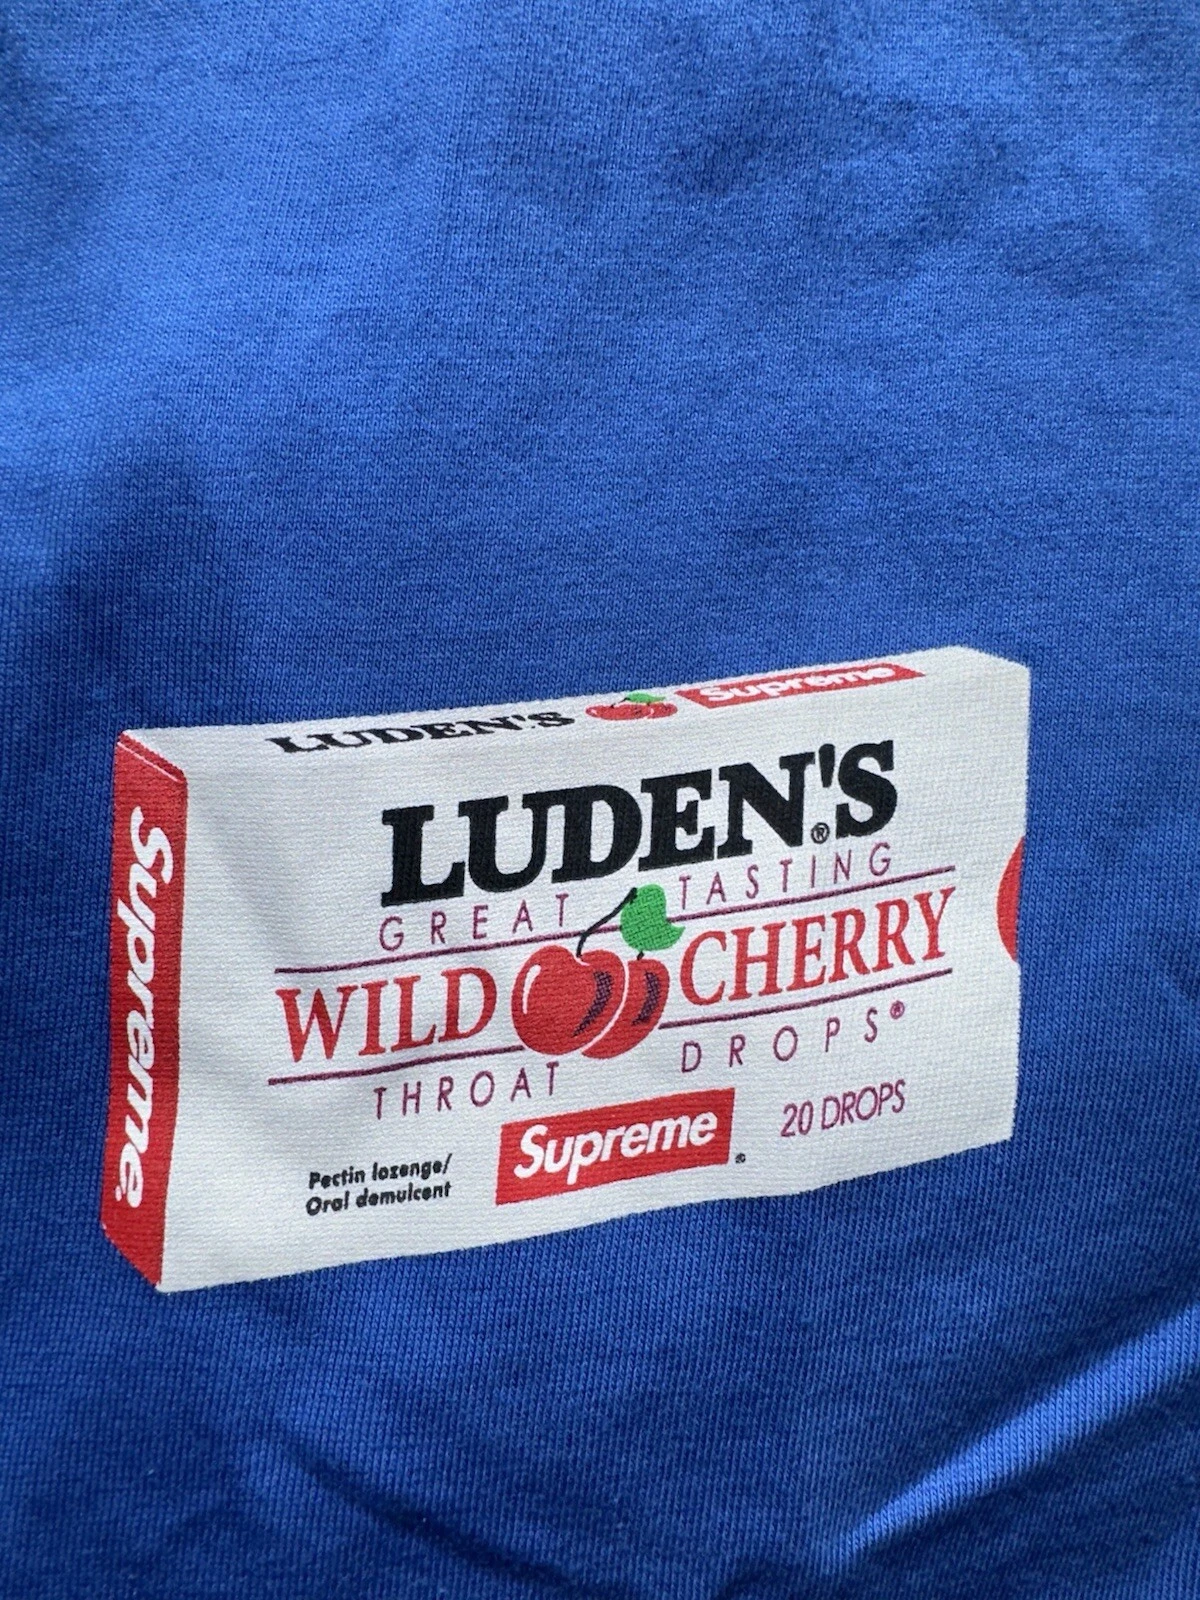 LUDEN'S Supreme
Supreme
LUDEN'S®
GREAT TASTING
WILD CHERRY
THROAT DROPS®
Pectin lozenge/
Oral demulcent
Supreme
20 DROPS